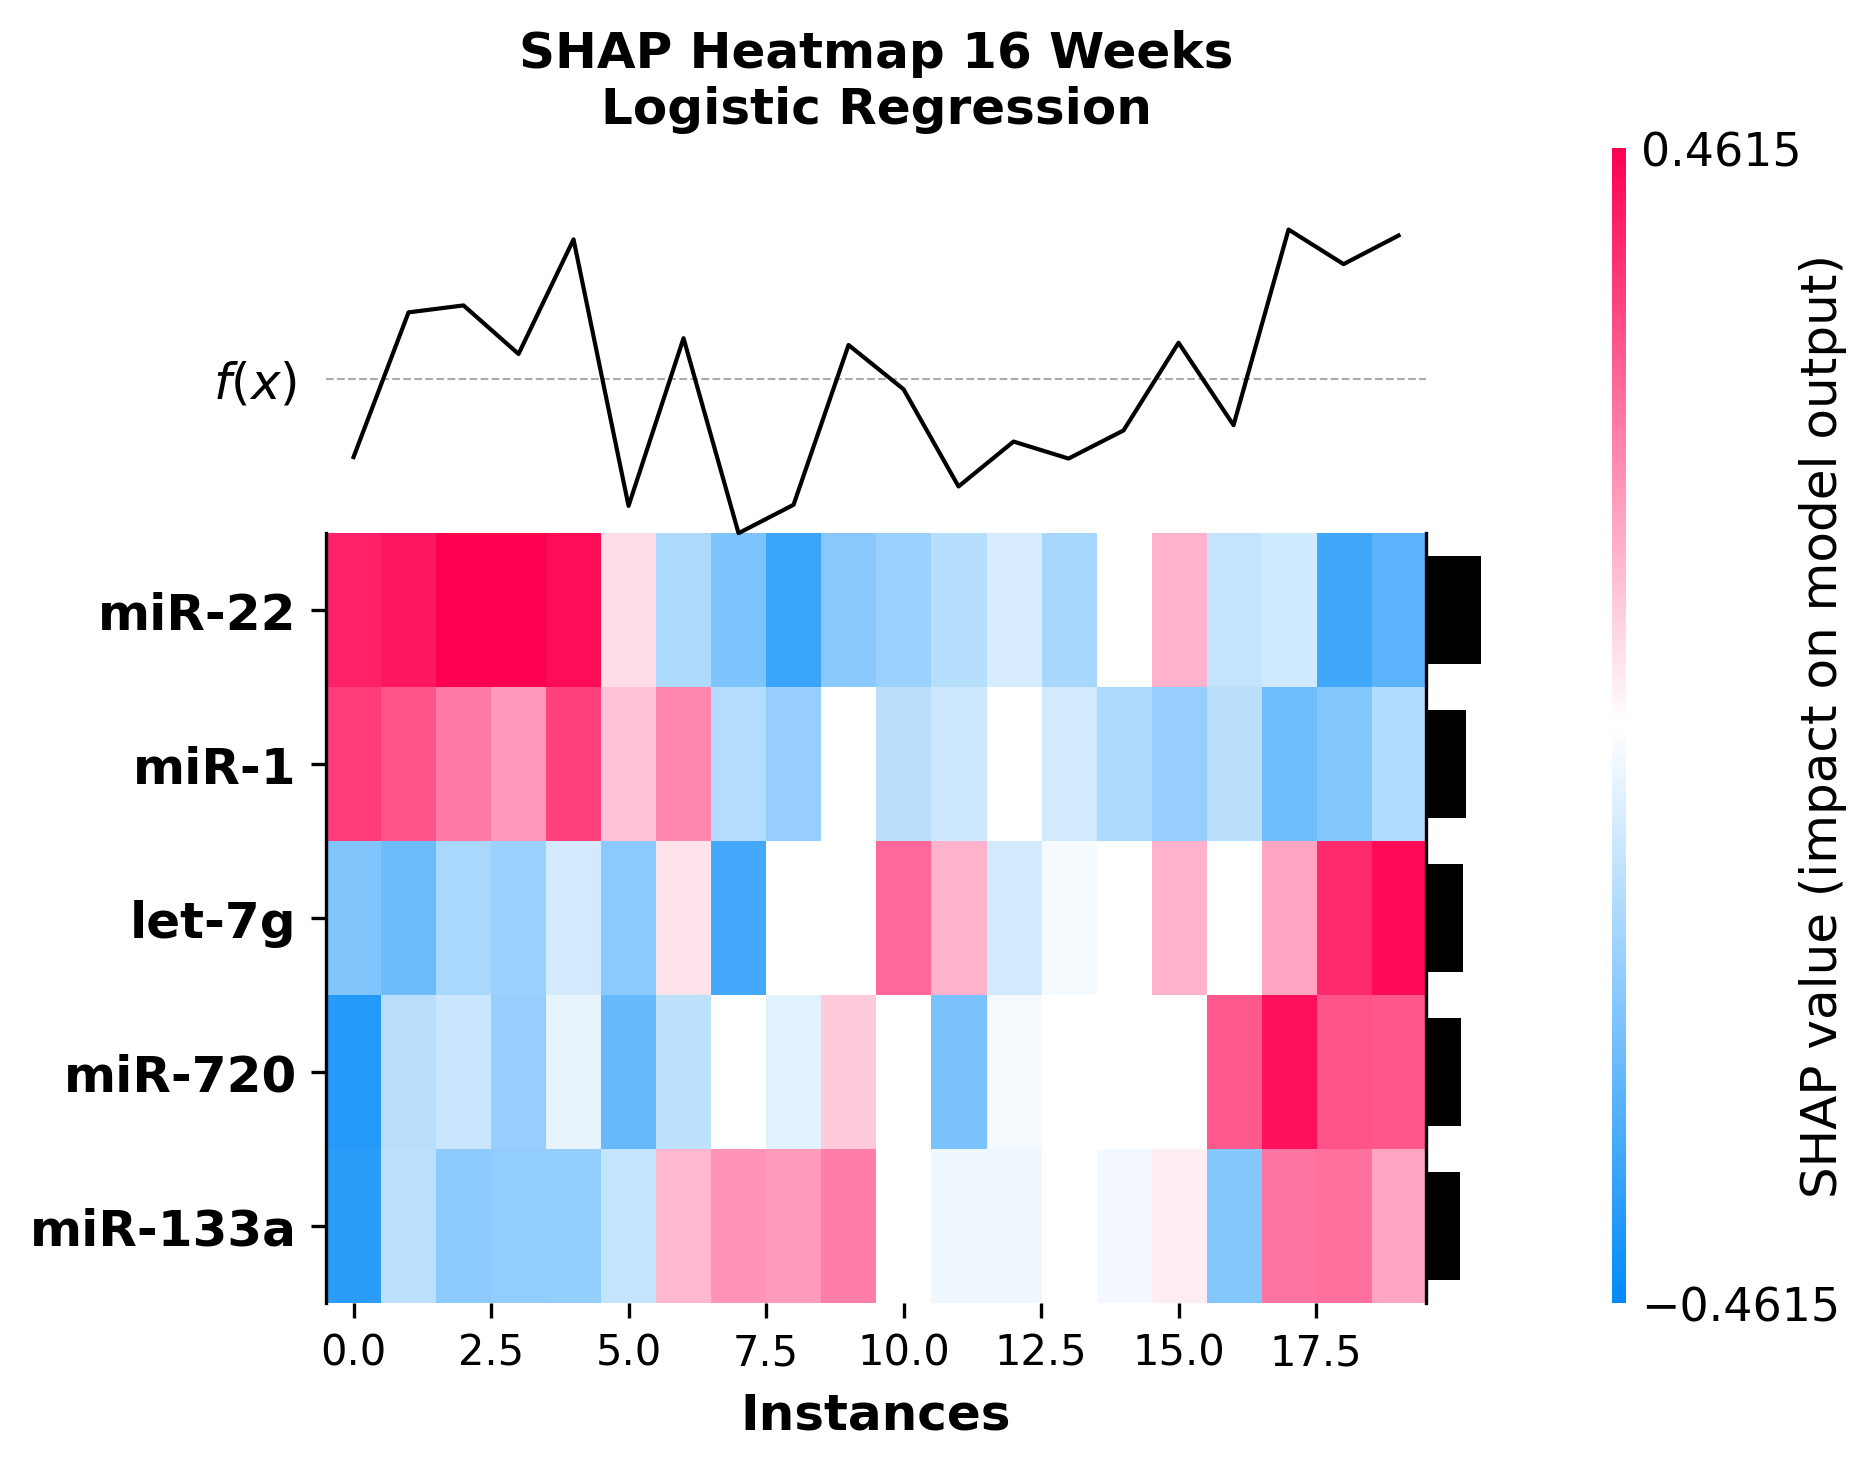 SHAP Heatmap 16 Weeks
Logistic Regression
0.4615
f(x)
miR-22
miR-1
let-7g
miR-720
miR-133a
SHAP value (impact on model output)
−0.4615
0.0 2.5 5.0 7.5 10.0 12.5 15.0 17.5
Instances